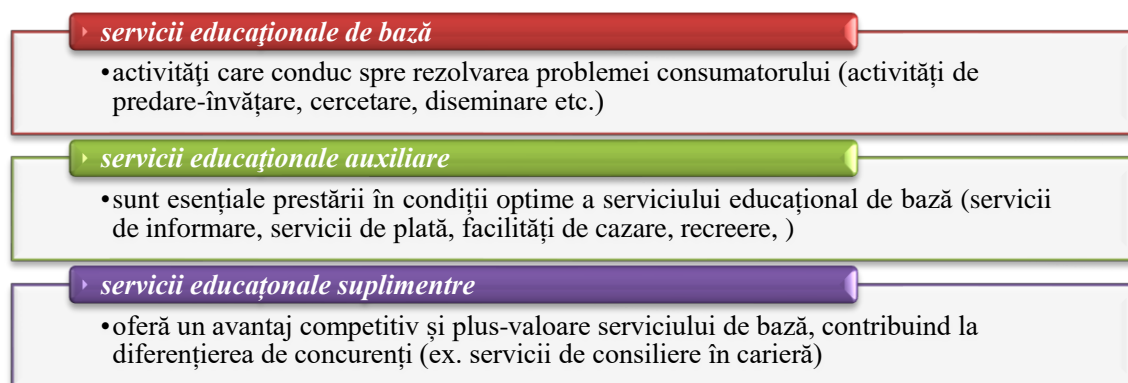 servicii educaţionale de bază
•activităţi care conduc spre rezolvarea problemei consumatorului (activități de
predare-învățare, cercetare, diseminare etc.)
servicii educaţionale auxiliare
•sunt esențiale prestării în condiții optime a serviciului educațional de bază (servicii
de informare, servicii de plată, facilități de cazare, recreere, )
servicii educaţonale suplimentre
•oferă un avantaj competitiv și plus-valoare serviciului de bază, contribuind la
diferențierea de concurenți (ex. servicii de consiliere în carieră)